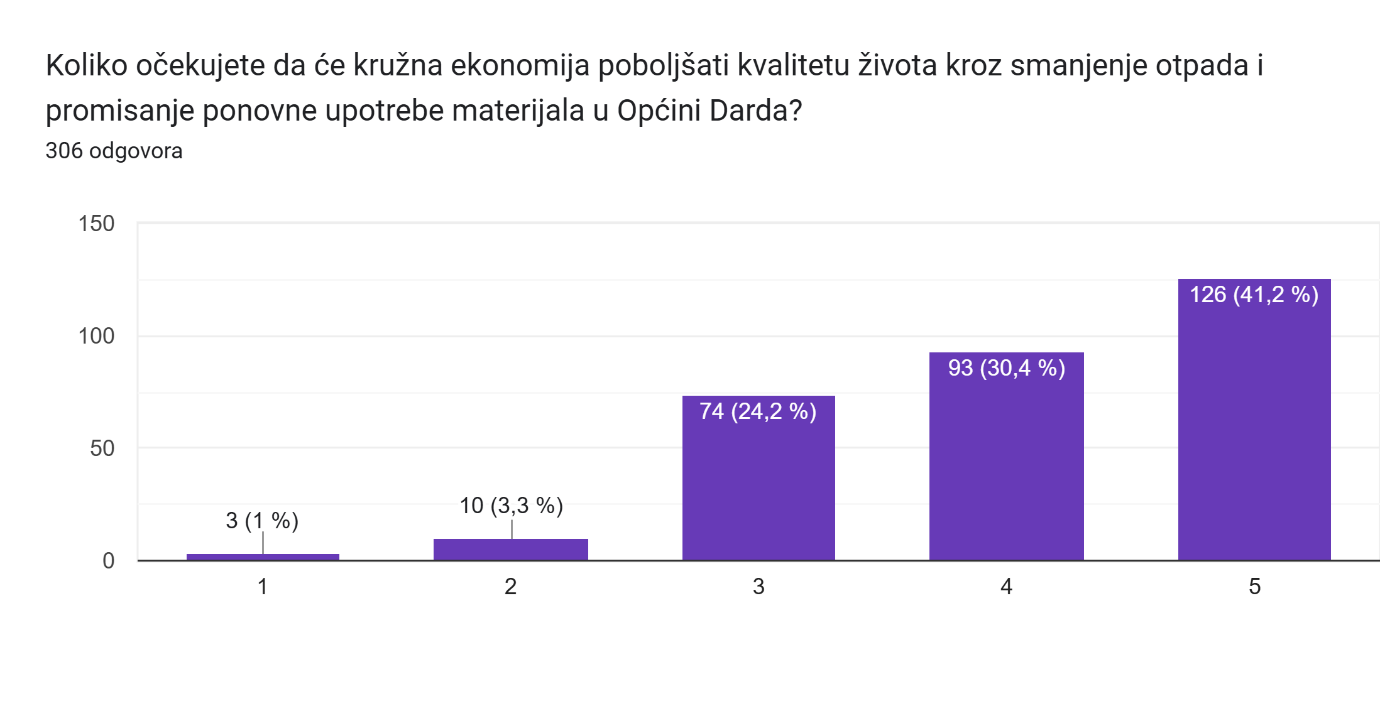 Koliko očekujete da će kružna ekonomija poboljšati kvalitetu života kroz smanjenje otpada i
promisanje ponovne upotrebe materijala u Općini Darda?
306 odgovora
150
100
50
0
3 (1 %)
10 (3,3 %)
74 (24,2 %)
93 (30,4 %)
126 (41,2 %)
1
2
3
4
5